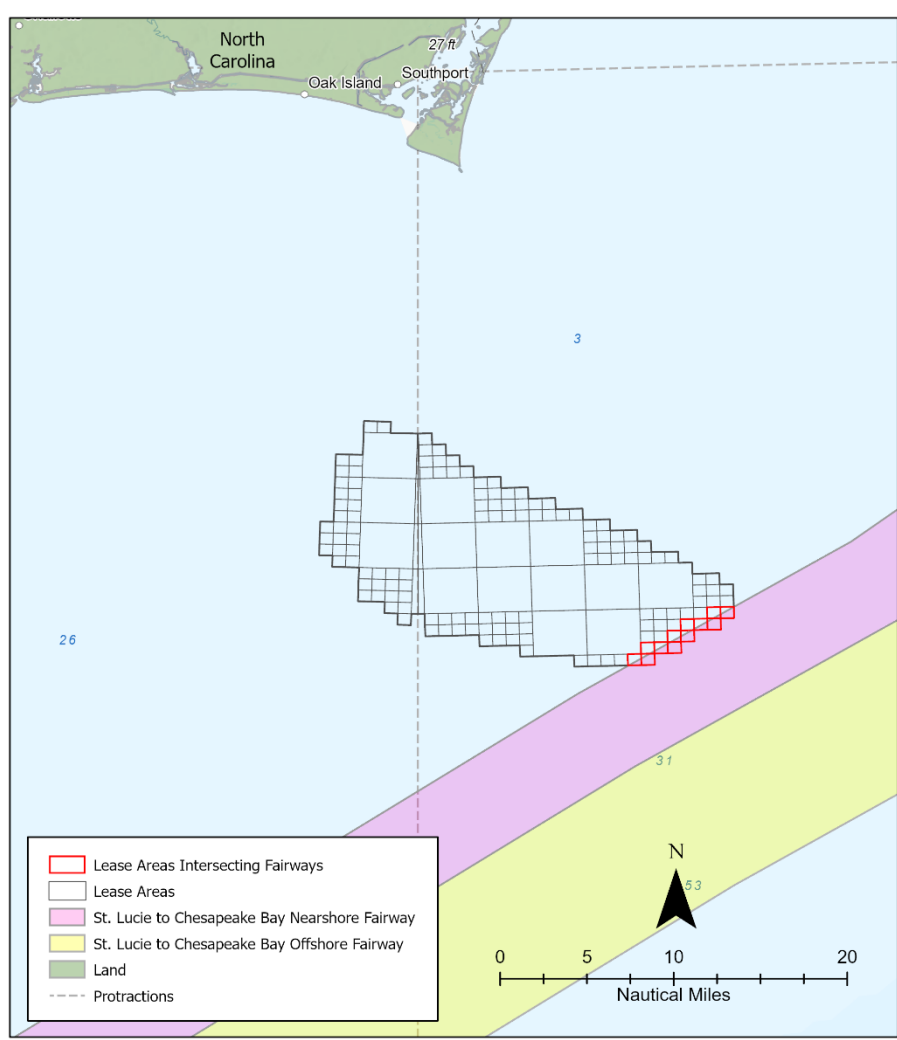 North
Carolina
27 ft
Southport
Oak Island
3
26
31
53
N
Lease Areas Intersecting Fairways
Lease Areas
St. Lucie to Chesapeake Bay Nearshore Fairway
St. Lucie to Chesapeake Bay Offshore Fairway
Land
Protractions
0 5 10 20
Nautical Miles